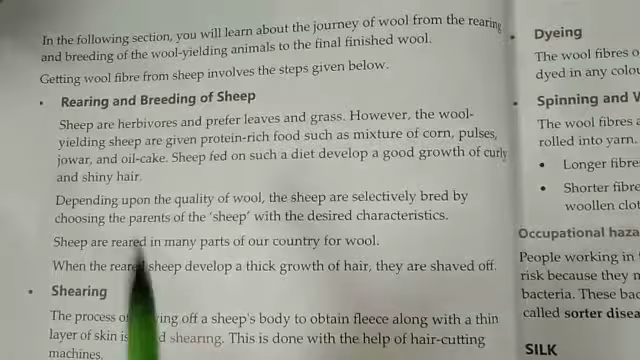 In the following section, you will learn about the journey of wool from the rearing
and breeding of the wool-yielding animals to the final finished wool.
Getting wool fibre from sheep involves the steps given below.
• Rearing and Breeding of Sheep
Sheep are herbivores and prefer leaves and grass. However, the wool-
yielding sheep are given protein-rich food such as mixture of corn, pulses,
jowar, and oil-cake. Sheep fed on such a diet develop a good growth of curly
and shiny hair.
Depending upon the quality of wool, the sheep are selectively bred by
choosing the parents of the 'sheep' with the desired characteristics.
Sheep are reared in many parts of our country for wool.
When the reared sheep develop a thick growth of hair, they are shaved off.
• Shearing
The process of off a sheep's body to obtain fleece along with a thin
layer of skin is shearing. This is done with the help of hair-cutting
machines.
• Dyeing
The wool fibres
dyed in any
• Spinning and
The wool fibres
rolled into yarn.
• Longer
• Shorter
woollen
Occupational
People working in
risk because they
bacteria. These
called sorter
SILK